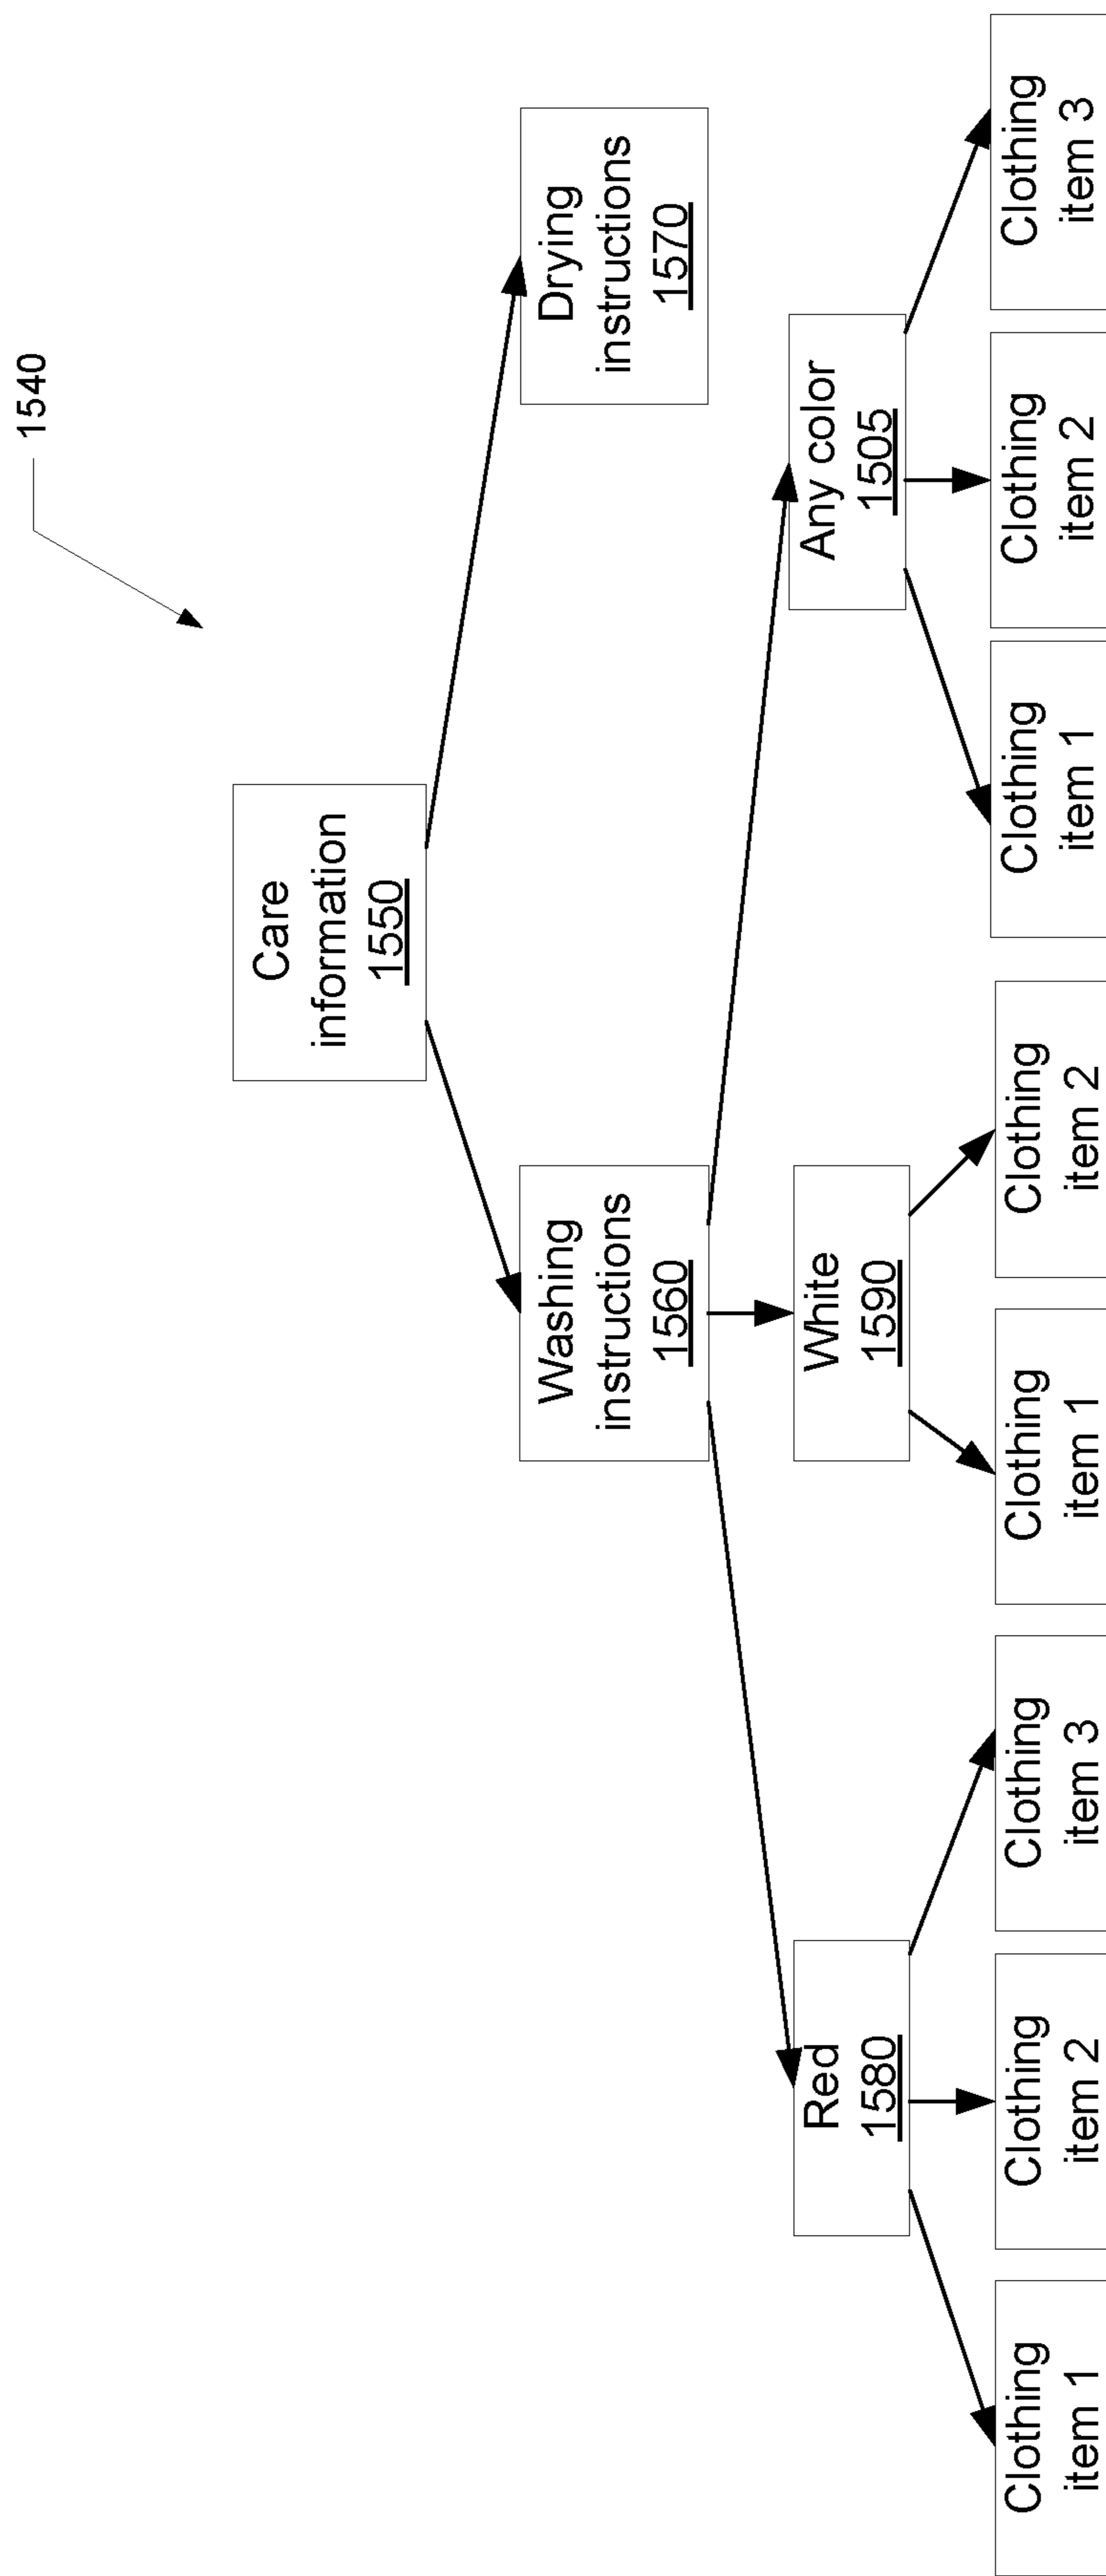 1540
Care
information
1550
Washing
instructions
1560
Drying
instructions
1570
Red
1580
White
1590
Any color
1505
Clothing
item 1
Clothing
item 2
Clothing
item 3
Clothing
item 1
Clothing
item 2
Clothing
item 1
Clothing
item 2
Clothing
item 3